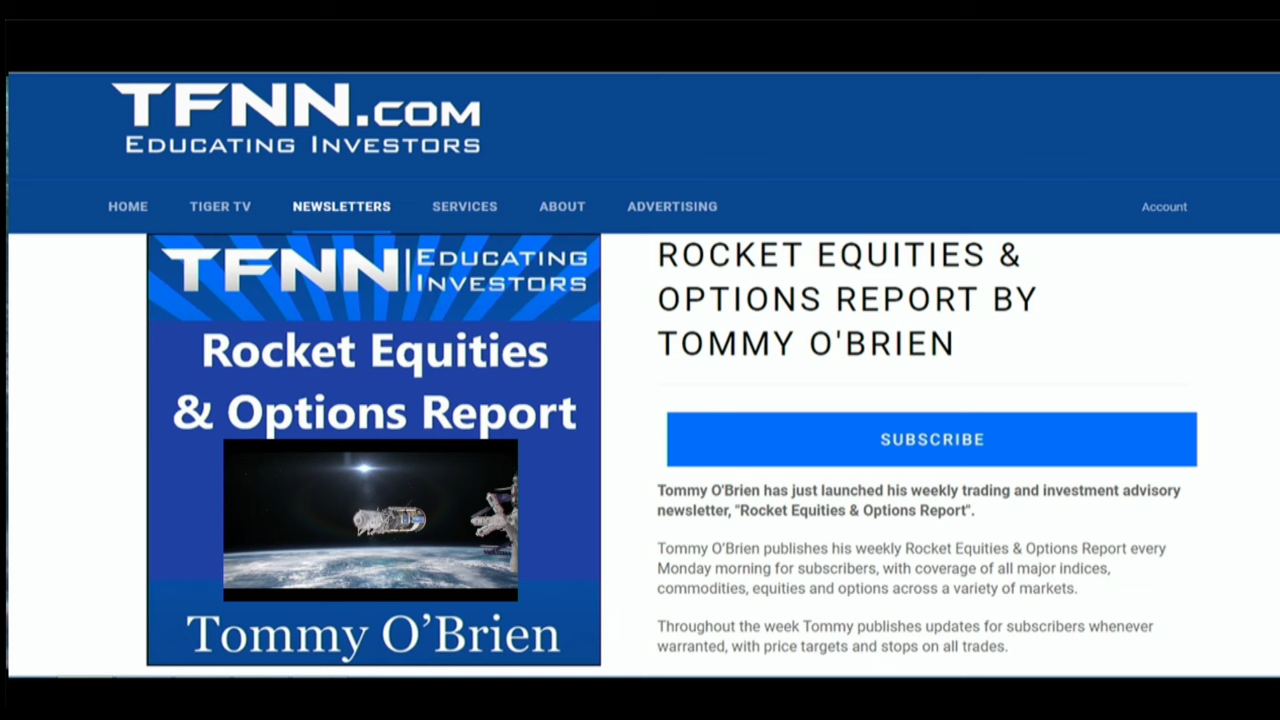 TFNN.COM
EDUCATING INVESTORS
HOME TIGER TV NEWSLETTERS SERVICES ABOUT ADVERTISING Account
TFNN EDUCATING
INVESTORS
Rocket Equities
& Options Report
Tommy O’Brien
ROCKET EQUITIES &
OPTIONS REPORT BY
TOMMY O'BRIEN
SUBSCRIBE
Tommy O'Brien has just launched his weekly trading and investment advisory
newsletter, "Rocket Equities & Options Report".
Tommy O’Brien publishes his weekly Rocket Equities & Options Report every
Monday morning for subscribers, with coverage of all major indices,
commodities, equities and options across a variety of markets.
Throughout the week Tommy publishes updates for subscribers whenever
warranted, with price targets and stops on all trades.